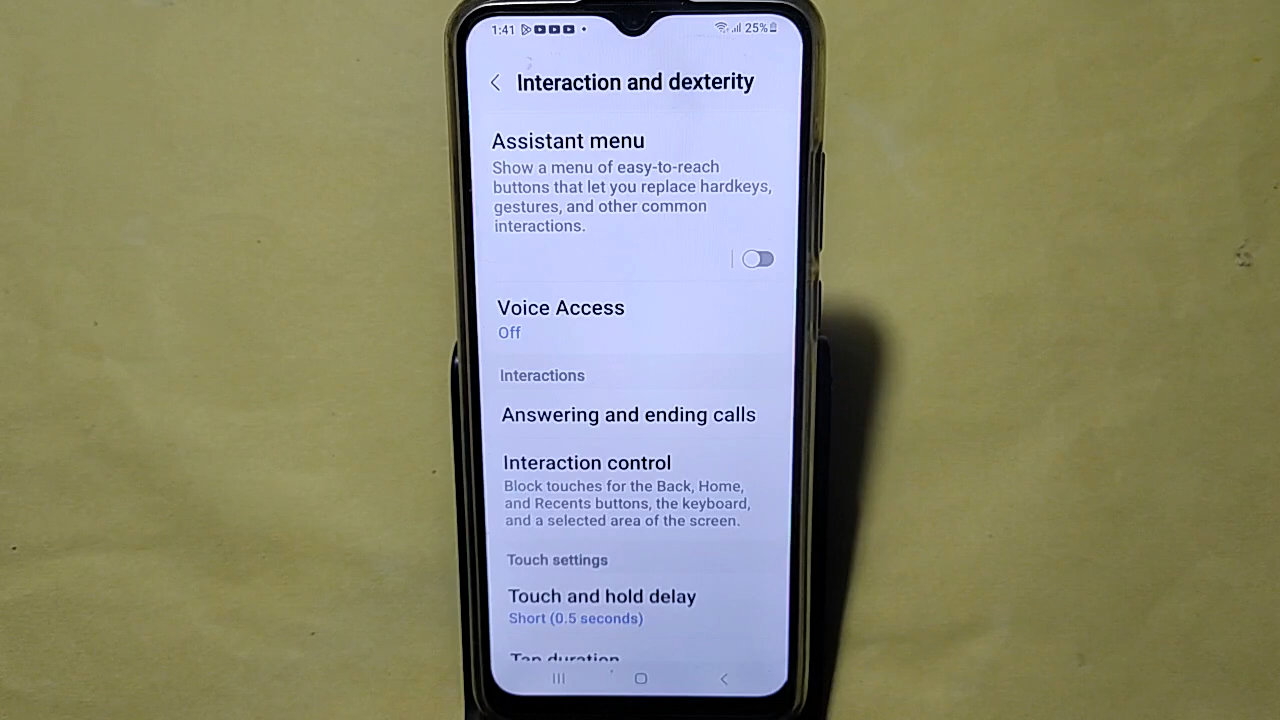 1:41 25%
Interaction and dexterity
Assistant menu
Show a menu of easy-to-reach
buttons that let you replace hardkeys,
gestures, and other common
interactions.
Voice Access
Off
Interactions
Answering and ending calls
Interaction control
Block touches for the Back, Home,
and Recents buttons, the keyboard,
and a selected area of the screen.
Touch settings
Touch and hold delay
Short (0.5 seconds)
Tap duration